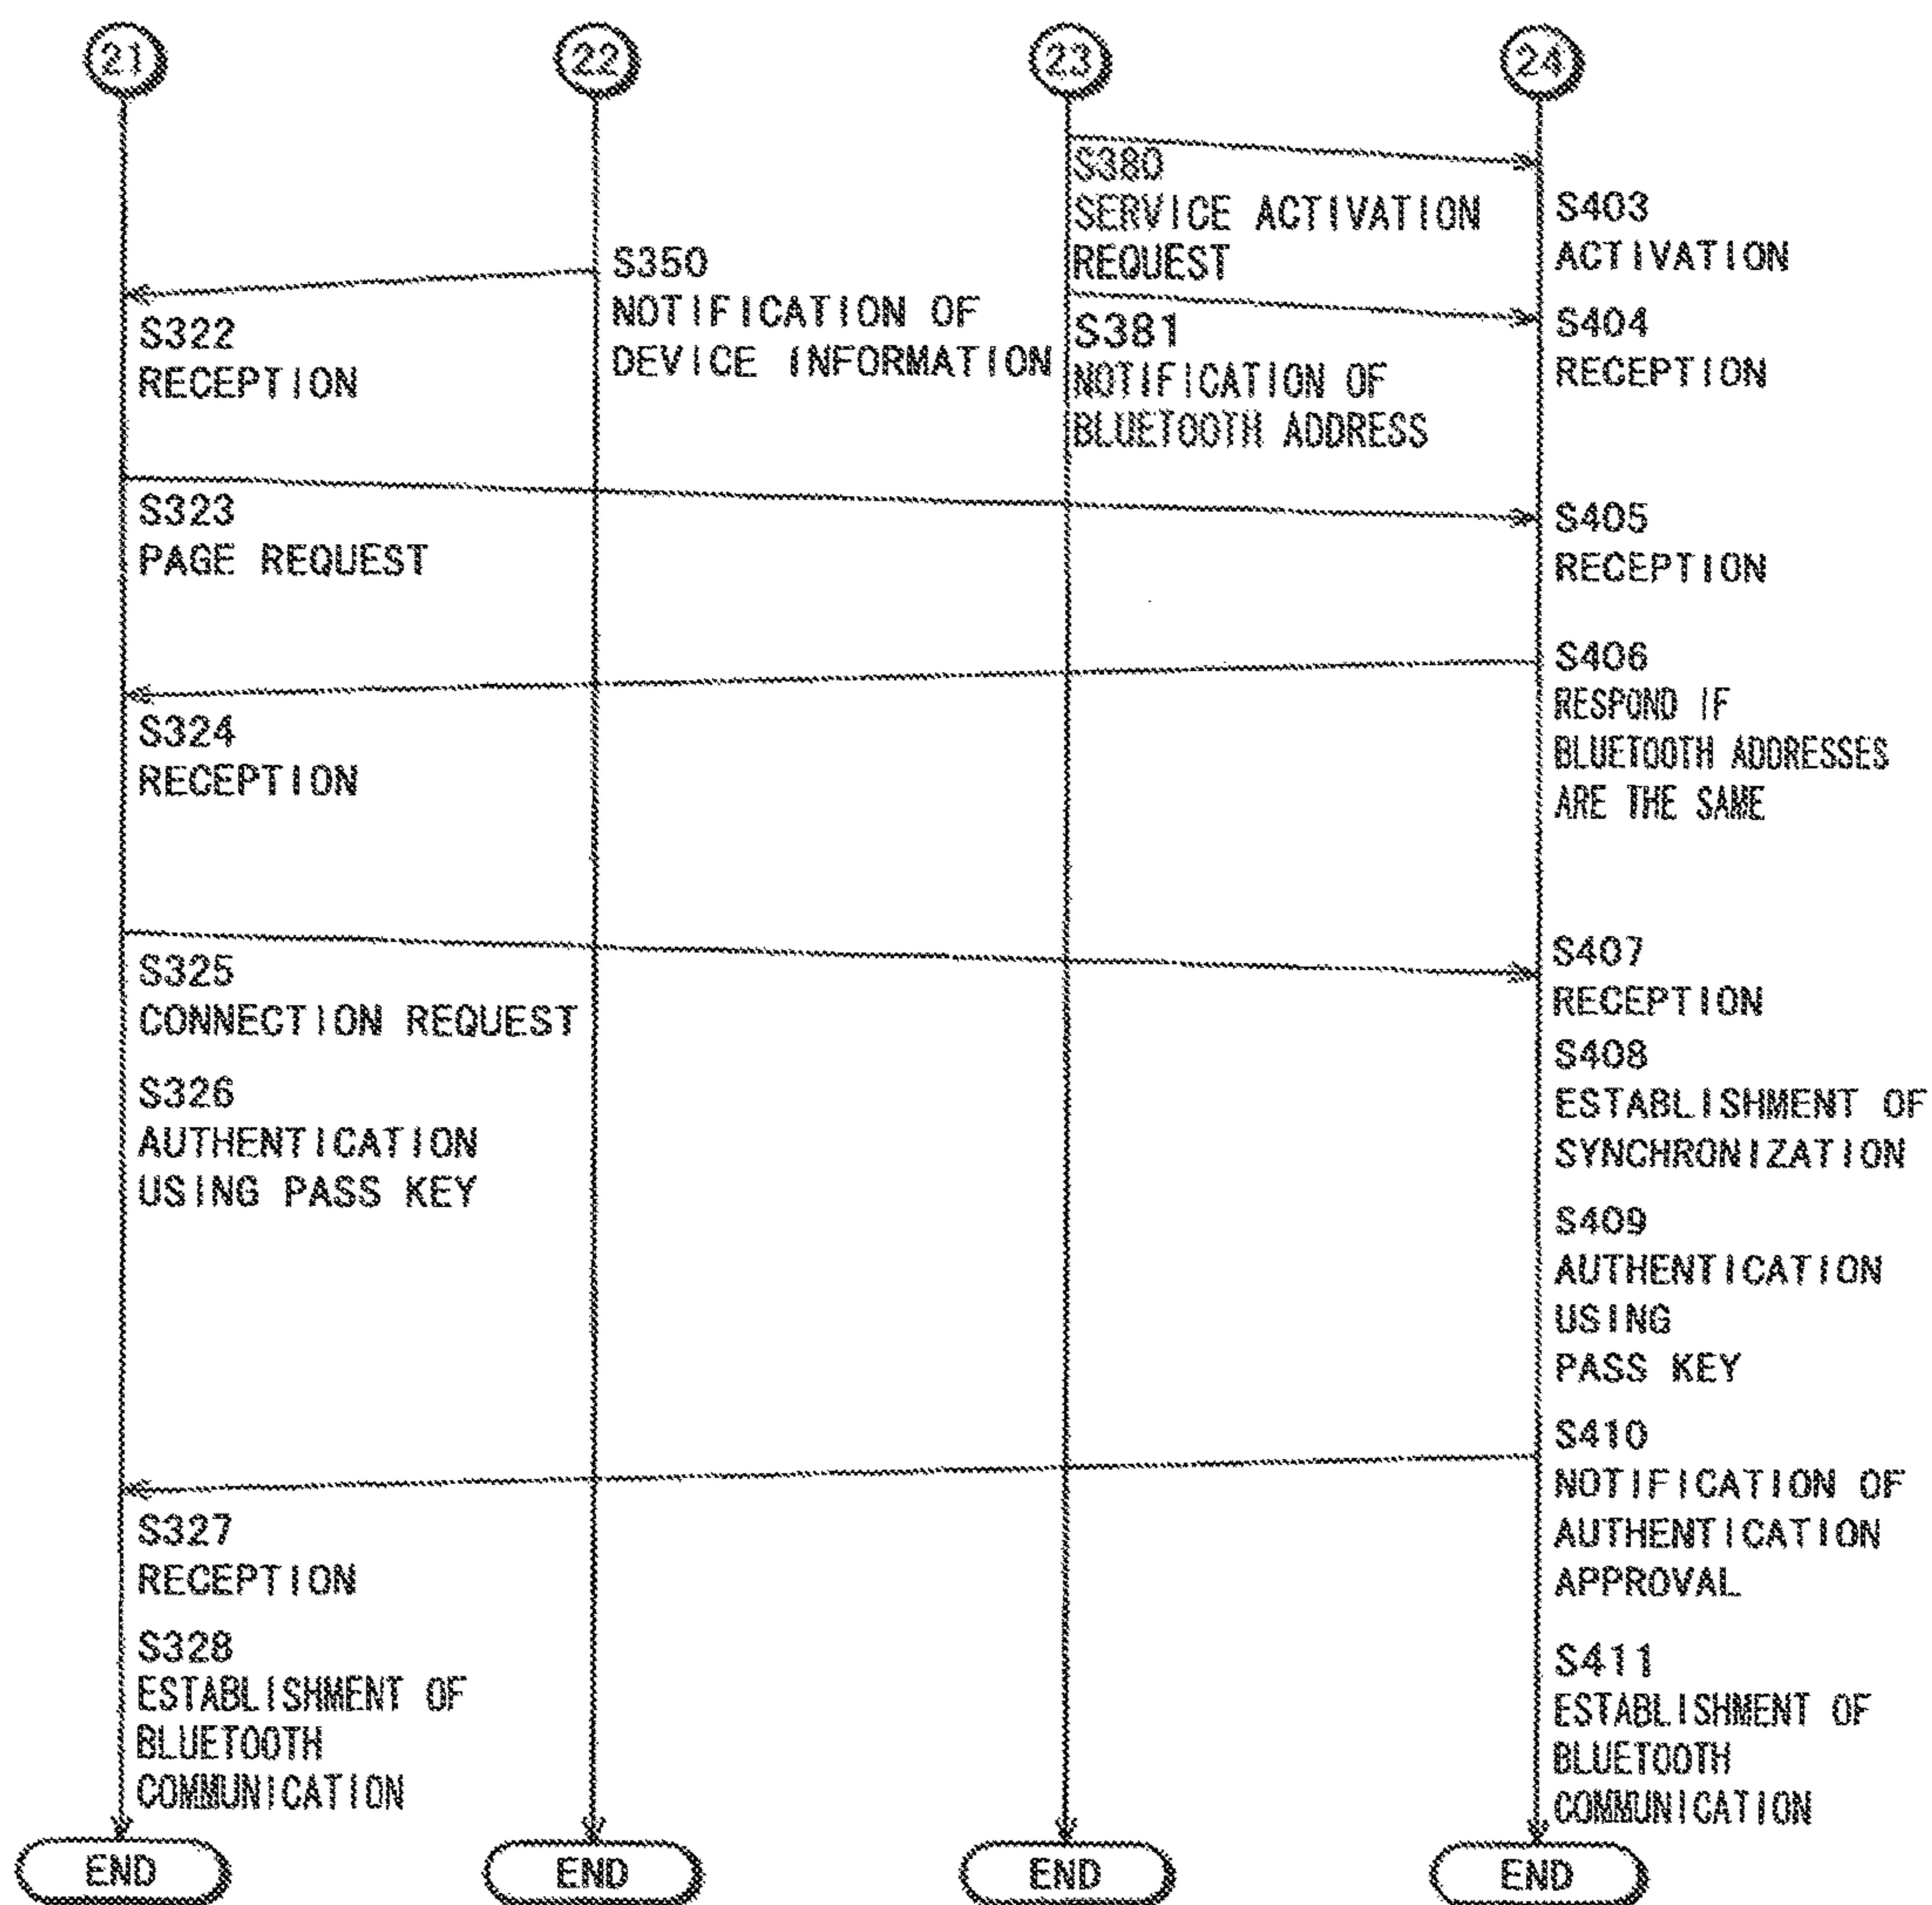 21
22
23
24
S380
SERVICE ACTIVATION
REQUEST
S403
ACTIVATION
S350
NOTIFICATION OF
DEVICE INFORMATION
S322
RECEPTION
S381
NOTIFICATION OF
BLUETOOTH ADDRESS
S404
RECEPTION
S323
PAGE REQUEST
S405
RECEPTION
S406
RESPOND IF
BLUETOOTH ADDRESSES
ARE THE SAME
S324
RECEPTION
S325
CONNECTION REQUEST
S407
RECEPTION
S408
ESTABLISHMENT OF
SYNCHRONIZATION
S326
AUTHENTICATION
USING PASS KEY
S409
AUTHENTICATION
USING
PASS KEY
S410
NOTIFICATION OF
AUTHENTICATION
APPROVAL
S327
RECEPTION
S328
ESTABLISHMENT OF
BLUETOOTH
COMMUNICATION
S411
ESTABLISHMENT OF
BLUETOOTH
COMMUNICATION
END
END
END
END